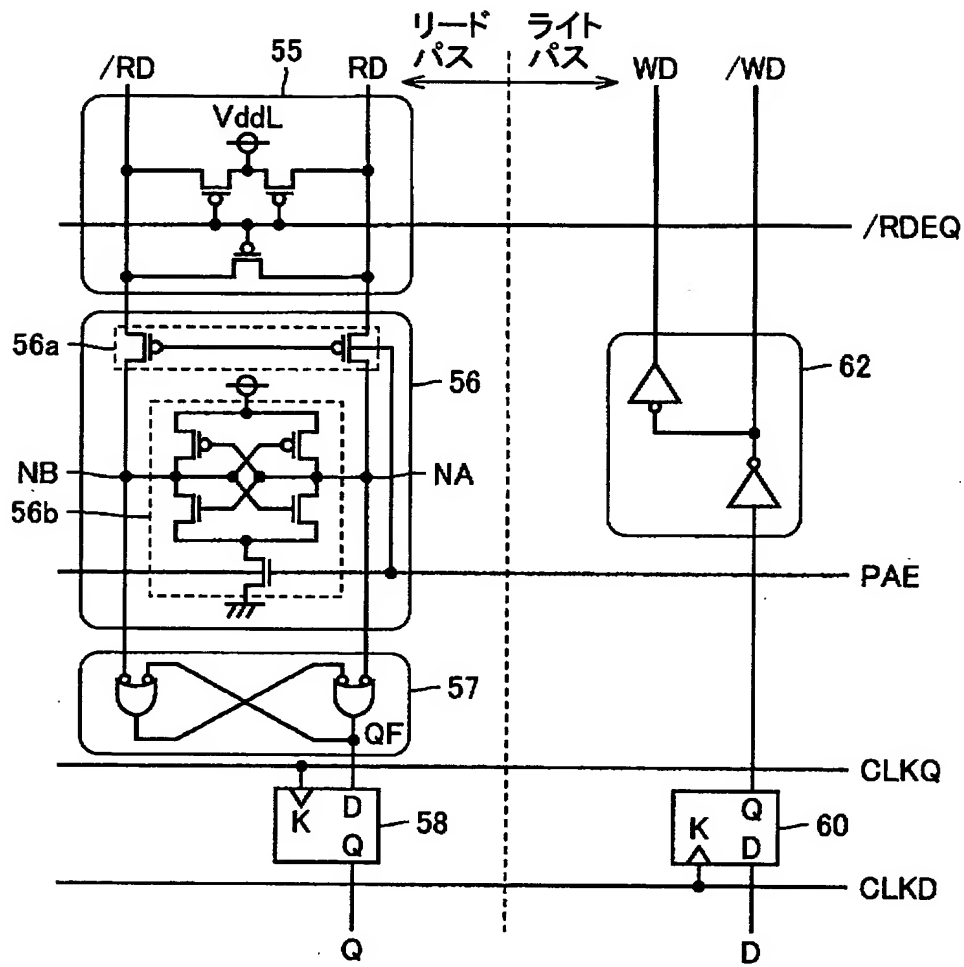 リード
パス
ライト
パス
55
/RD
RD
WD
/WD
VddL
/RDEQ
56a
56
62
NB
NA
56b
PAE
57
QF
CLKQ
D
K
Q
58
Q
K
D
60
CLKD
Q
D